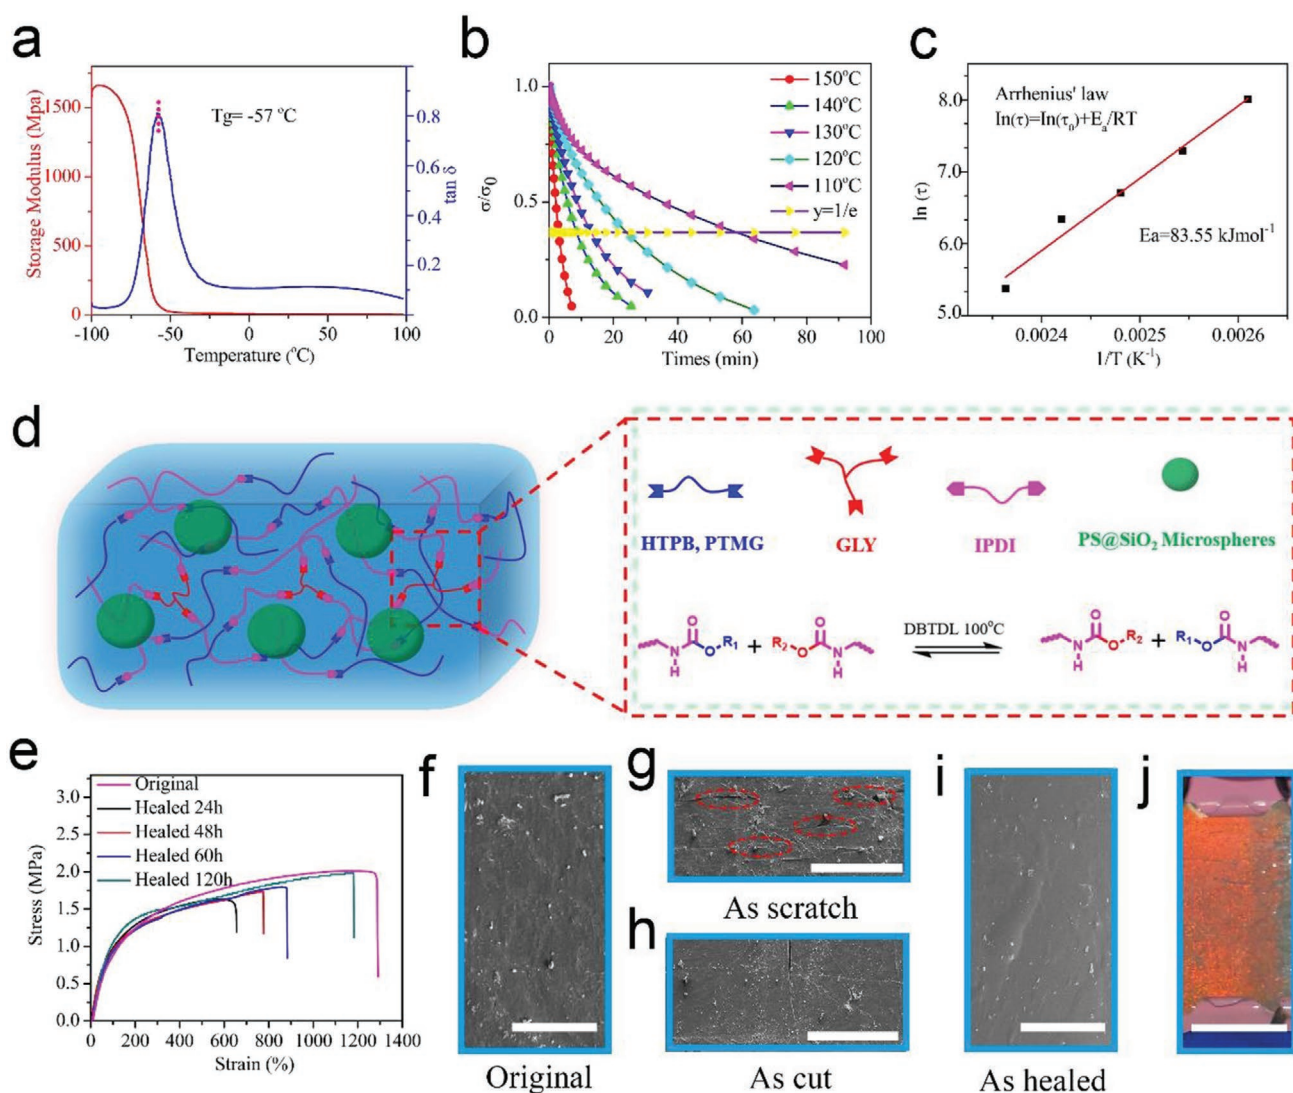 a
Storage Modulus (Mpa)
1500
1000
500
0
Tg= -57 °C
0.8
0.6
0.4
0.2
tan δ
-100
-50
0
50
100
Temperature (°C)
b
σ/σ0
1.0
0.5
0.0
150°C
140°C
130°C
120°C
110°C
y=1/e
0
20
40
60
80
100
Times (min)
c
ln (τ)
8.0
7.0
6.0
5.0
Arrhenius' law
ln(τ)=ln(τ0)+Ea/RT
Ea=83.55 kJmol-1
0.0024
0.0025
0.0026
1/T (K-1)
d
HTPB, PTMG
GLY
IPDI
PS@SiO2 Microspheres
O
N
H
O
R1
+
R2
O
O
N
H
DBTDL 100°C
O
N
H
O
R2
+
R1
O
O
N
H
e
Stress (MPa)
3.0
2.5
2.0
1.5
1.0
0.5
0.0
Original
Healed 24h
Healed 48h
Healed 60h
Healed 120h
0
200
400
600
800
1000
1200
1400
Strain (%)
f
Original
g
As scratch
h
As cut
i
As healed
j